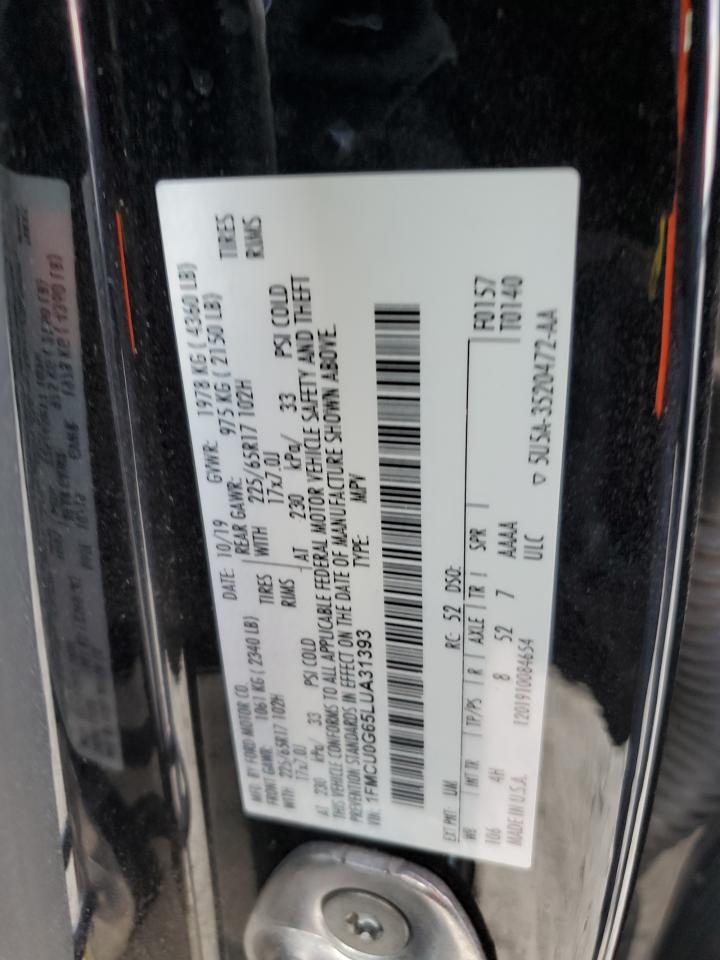 MFD. BY FORD MOTOR CO. DATE: 10/19 GVWR: 1978 KG ( 4360 LB)
FRONT GAWR: 1061 KG ( 2340 LB) REAR GAWR: 975 KG ( 2150 LB)
WITH 225/65R17 102H TIRES WITH 225/65R17 102H TIRES
17x7.0J RIMS 17x7.0J RIMS
AT 230 kPa/ 33 PSI COLD AT 230 kPa/ 33 PSI COLD
THIS VEHICLE CONFORMS TO ALL APPLICABLE FEDERAL MOTOR VEHICLE SAFETY AND THEFT
PREVENTION STANDARDS IN EFFECT ON THE DATE OF MANUFACTURE SHOWN ABOVE.
VIN: 1FMCU0G65LUA31393 TYPE: MPV
EXT PNT: UM RC: 52 DSO:
WB INT TR TP/PS R AXLE TR SPR F0157
106 4H 8 52 7 AAAA T0140
ULC
MADE IN U.S.A. 1201910084654 ▽ 5U5A-3520472-AA